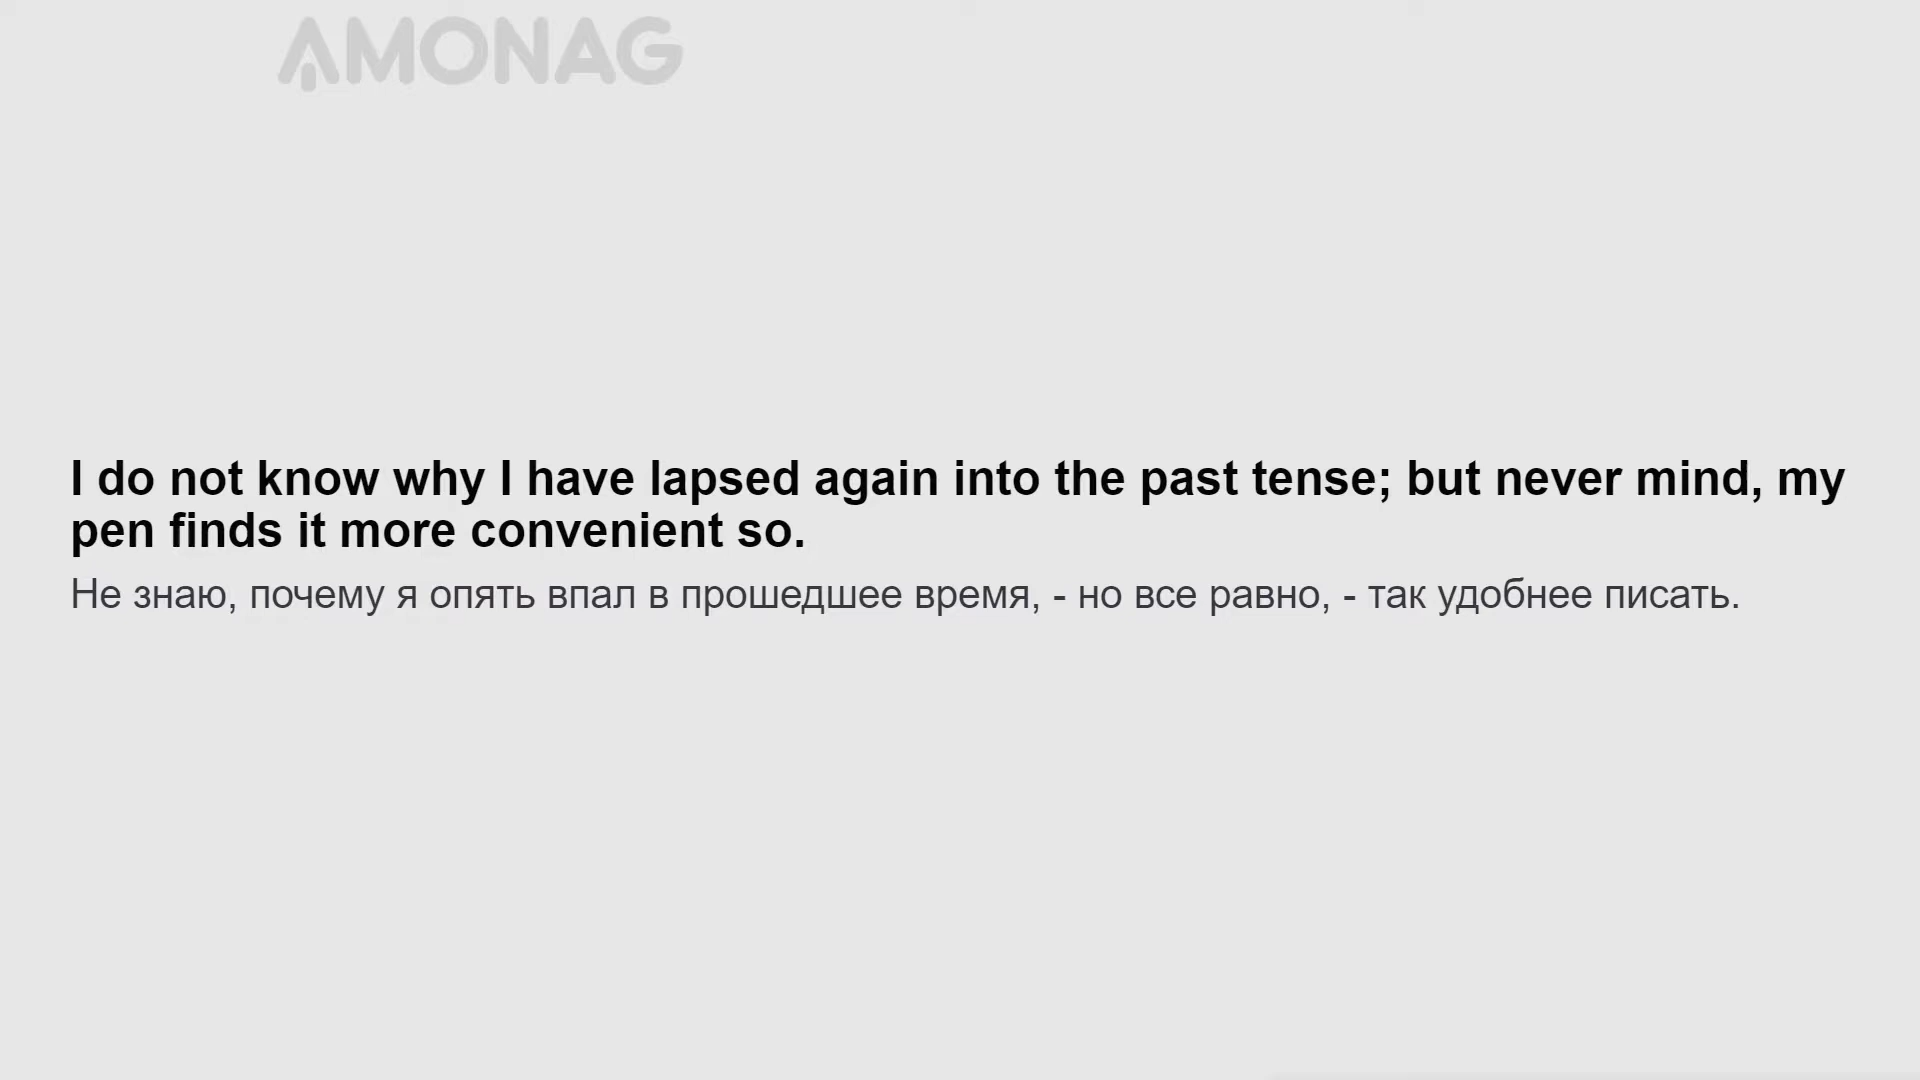 AMONAG
I do not know why I have lapsed again into the past tense; but never mind, my
pen finds it more convenient so.
Не знаю, почему я опять впал в прошедшее время, - но все равно, - так удобнее писать.